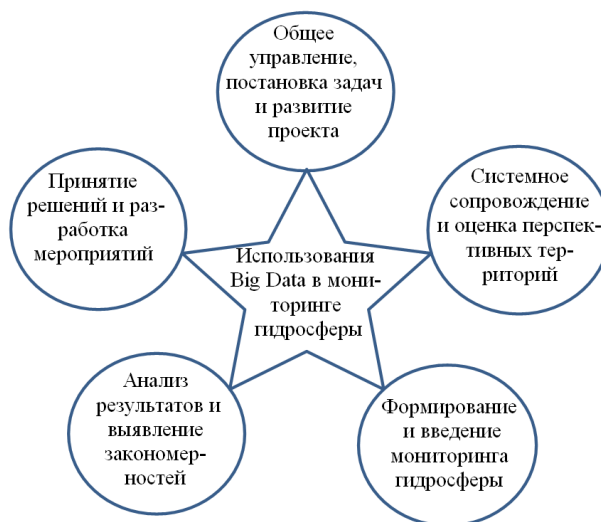 Общее
управление,
постановка задач
и развитие
проекта
Принятие
решений и раз-
работка
мероприятий
Системное
сопровождение
и оценка перспек-
тивных тер-
риторий
Использования
Big Data в мони-
торинге
гидросферы
Анализ
результатов и
выявление
закономер-
ностей
Формирование
и введение
мониторинга
гидросферы